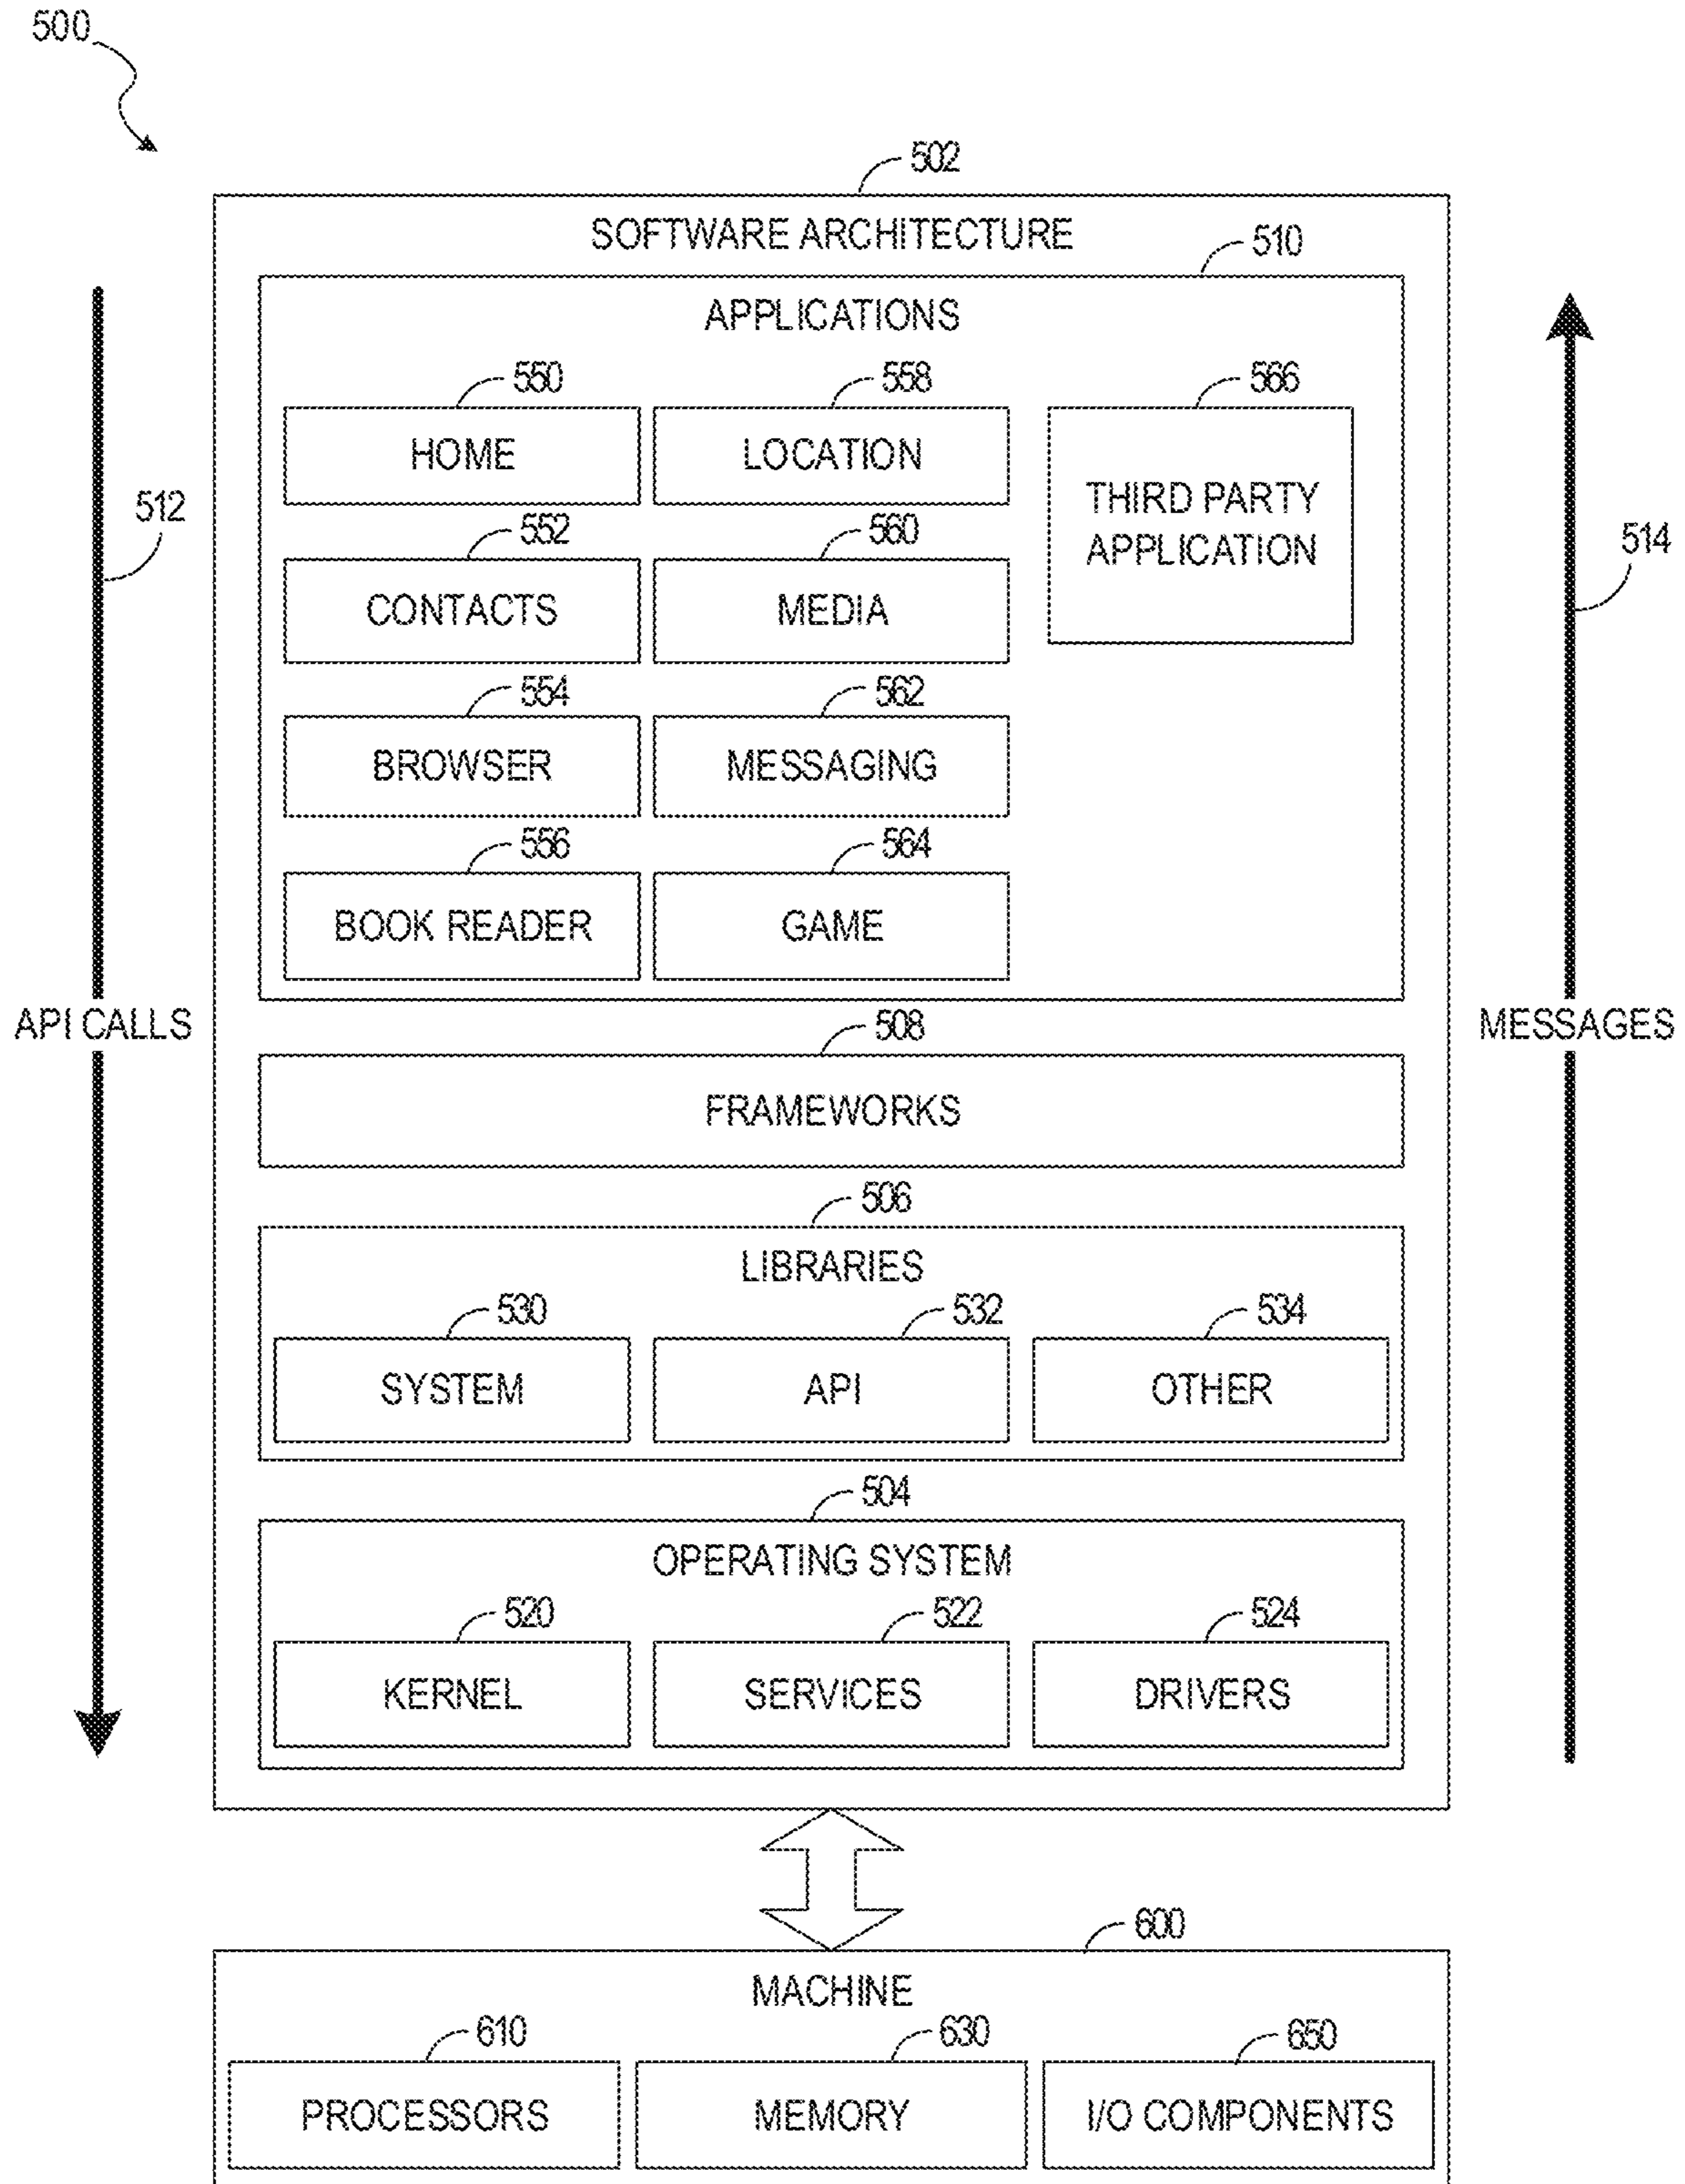 500
502
SOFTWARE ARCHITECTURE
510
APPLICATIONS
550
558
566
HOME
LOCATION
THIRD PARTY
APPLICATION
512
514
552
560
CONTACTS
MEDIA
554
562
BROWSER
MESSAGING
556
564
BOOK READER
GAME
API CALLS
MESSAGES
508
FRAMEWORKS
506
LIBRARIES
530
532
534
SYSTEM
API
OTHER
504
OPERATING SYSTEM
520
522
524
KERNEL
SERVICES
DRIVERS
600
MACHINE
610
630
650
PROCESSORS
MEMORY
I/O COMPONENTS